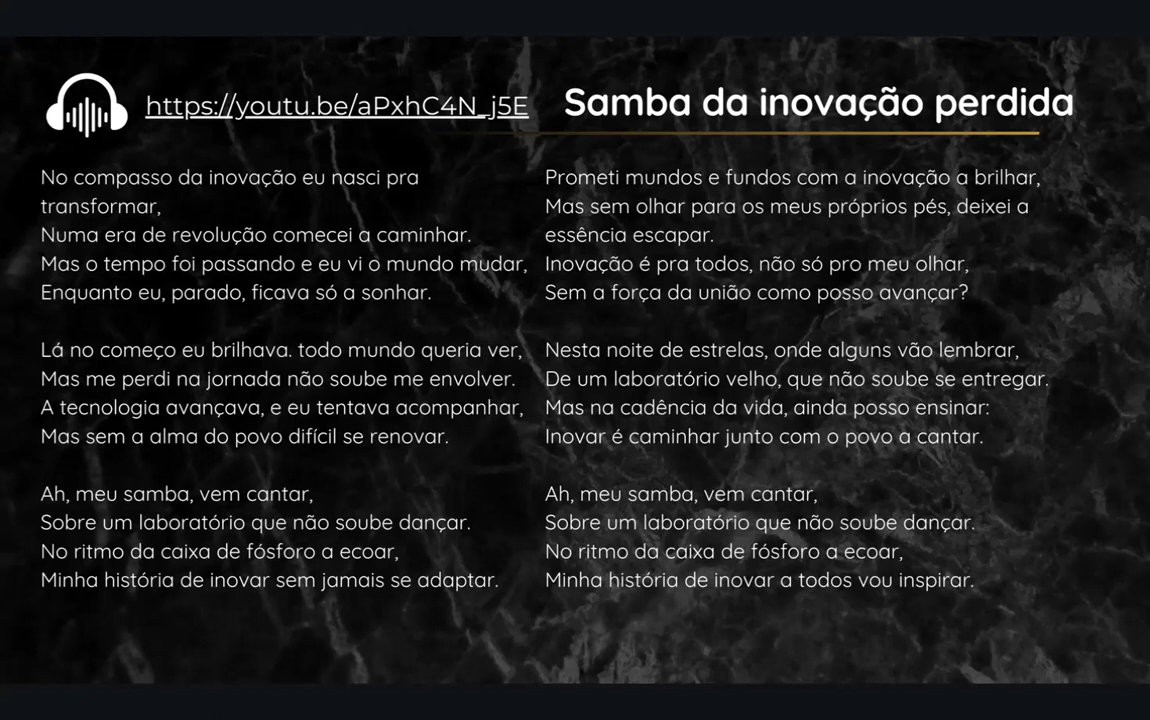 https://youtu.be/aPxhC4N_j5E
Samba da inovação perdida
No compasso da inovação eu nasci pra
transformar,
Numa era de revolução comecei a caminhar.
Mas o tempo foi passando e eu vi o mundo mudar,
Enquanto eu, parado, ficava só a sonhar.
Lá no começo eu brilhava. todo mundo queria ver,
Mas me perdi na jornada não soube me envolver.
A tecnologia avançava, e eu tentava acompanhar,
Mas sem a alma do povo difícil se renovar.
Ah, meu samba, vem cantar,
Sobre um laboratório que não soube dançar.
No ritmo da caixa de fósforo a ecoar,
Minha história de inovar sem jamais se adaptar.
Prometi mundos e fundos com a inovação a brilhar,
Mas sem olhar para os meus próprios pés, deixei a
essência escapar.
Inovação é pra todos, não só pro meu olhar,
Sem a força da união como posso avançar?
Nesta noite de estrelas, onde alguns vão lembrar,
De um laboratório velho, que não soube se entregar.
Mas na cadência da vida, ainda posso ensinar:
Inovar é caminhar junto com o povo a cantar.
Ah, meu samba, vem cantar,
Sobre um laboratório que não soube dançar.
No ritmo da caixa de fósforo a ecoar,
Minha história de inovar a todos vou inspirar.